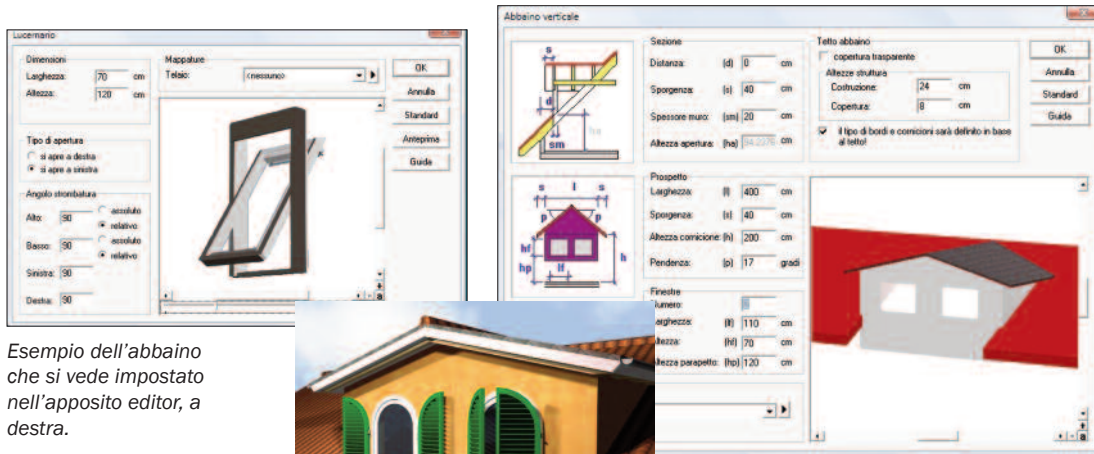 Lucernario
Dimensioni
Larghezza: 70 cm
Altezza: 120 cm
Mappature
Telaio: <nessuno>
OK
Annulla
Standard
Anteprima
Guida
Tipo di apertura
si apre a destra
si apre a sinistra
Angolo strombatura
Alto: 90
assoluto
relativo
Basso: 90
assoluto
relativo
Sinistra: 90
Destra: 90
Esempio dell'abbaino
che si vede impostato
nell'apposito editor, a
destra.
Abbaino verticale
s
d
ha
sm
Sezione
Distanza: (d) 0 cm
Sporgenza: (s) 40 cm
Spessore muro: (sm) 20 cm
Altezza apertura: (ha) cm
Tetto abbaino
copertura trasparente
Altezze struttura
Costruzione: 24 cm
Copertura: 8 cm
il tipo di bordi e cornicioni sarà definito in base
al tetto!
OK
Annulla
Standard
Guida
s l s
p p
hf
hp
lf
h
Prospetto
Larghezza: (l) 400 cm
Sporgenza: (s) 40 cm
Altezza cornicione: (h) 200 cm
Pendenza: (p) 17 gradi
Finestre
Numero:
Larghezza: (lf) 110 cm
Altezza: (hf) 70 cm
Altezza parapetto: (hp) 120 cm